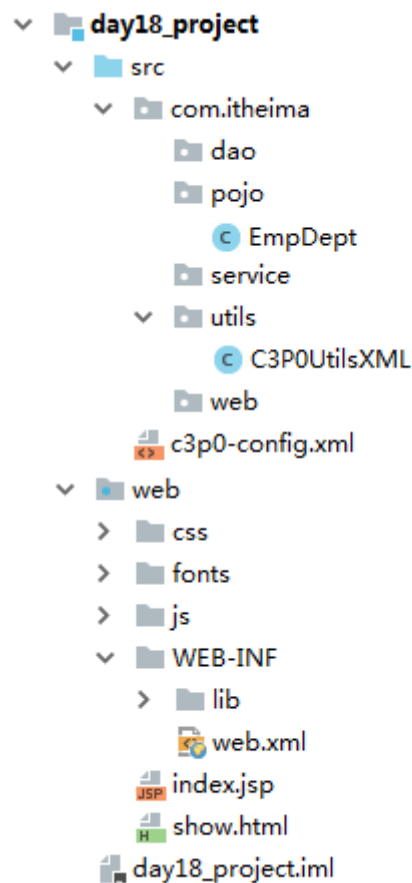 day18_project
src
com.itheima
dao
pojo
C EmpDept
service
utils
C C3P0UtilsXML
web
c3p0-config.xml
web
css
fonts
js
WEB-INF
lib
web.xml
JSP index.jsp
H show.html
day18_project.iml